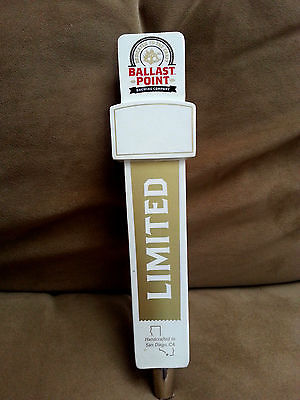 BALLAST
POINT
BREWING COMPANY
LIMITED
Handcrafted in
San Diego, CA